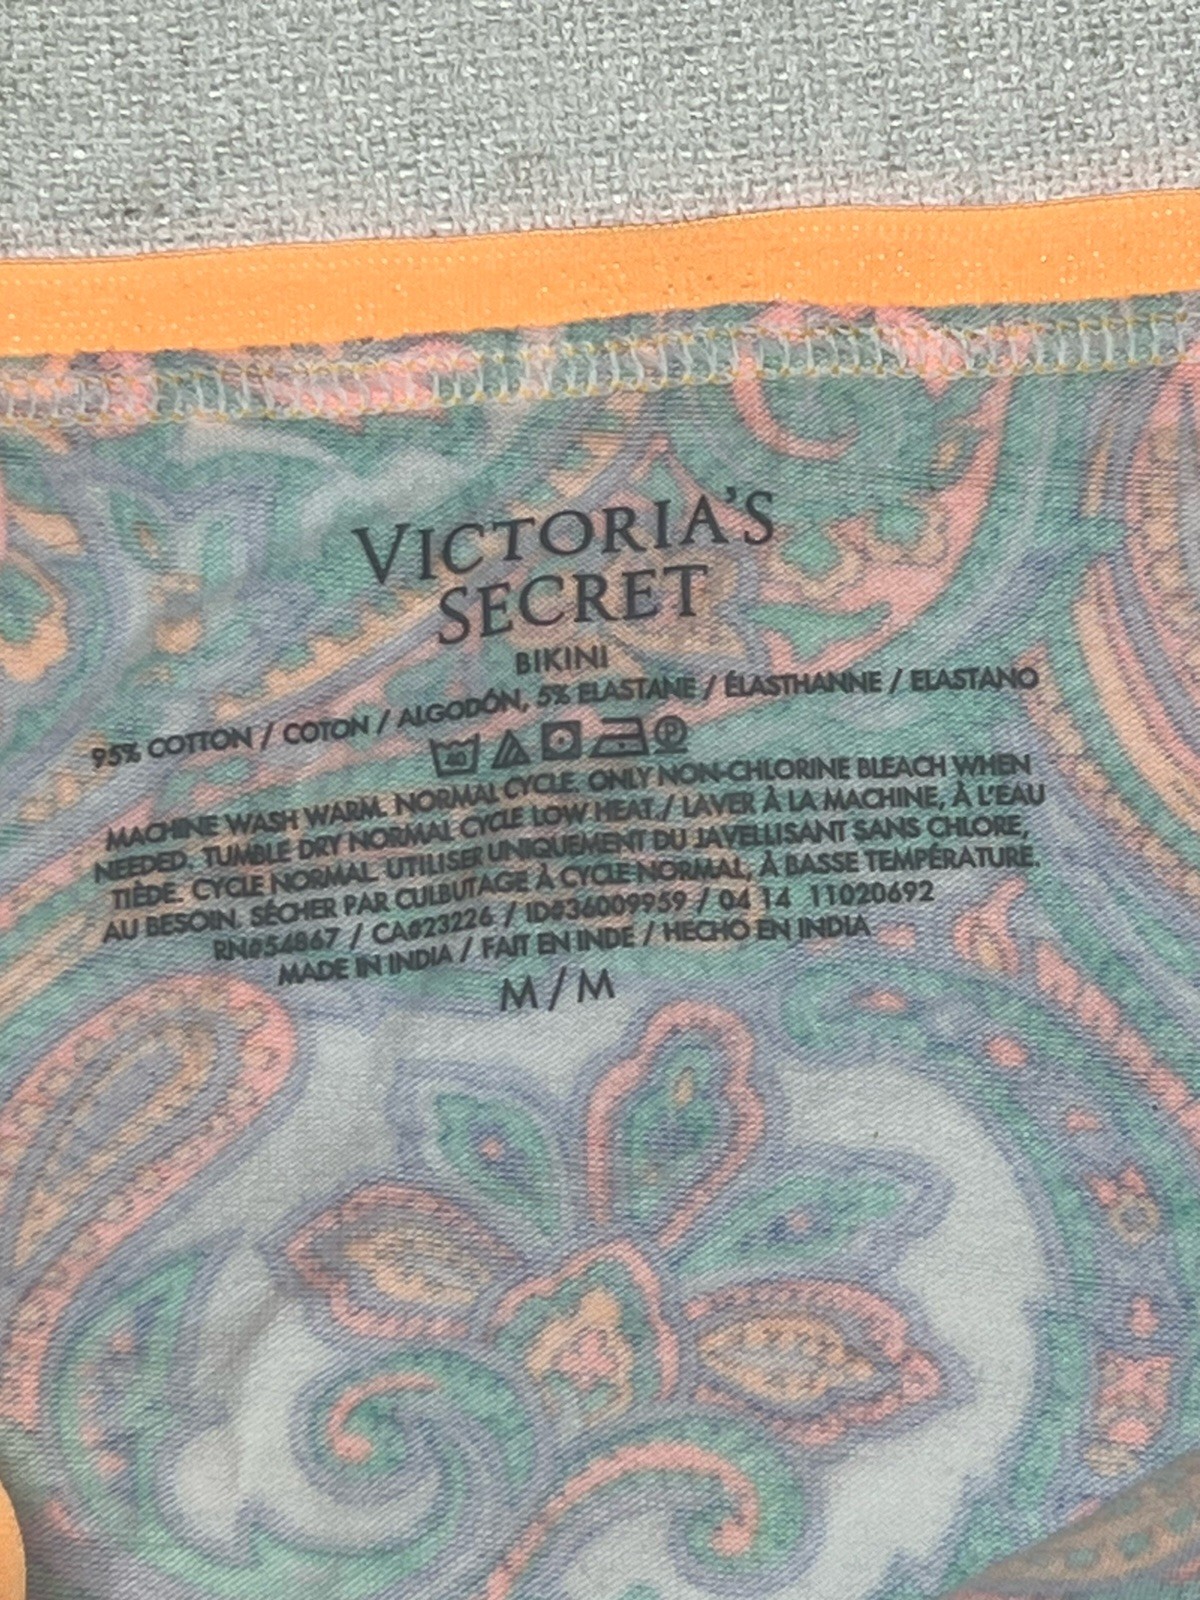 VICTORIA'S
SECRET
BIKINI
95% COTTON / COTON / ALGODÓN, 5% ELASTANE / ÉLASTHANNE / ELASTANO
40 P
MACHINE WASH WARM. NORMAL CYCLE. ONLY NON-CHLORINE BLEACH WHEN
NEEDED. TUMBLE DRY NORMAL CYCLE LOW HEAT./ LAVER À LA MACHINE, À L'EAU
TIÈDE. CYCLE NORMAL. UTILISER UNIQUEMENT DU JAVELLISANT SANS CHLORE,
AU BESOIN. SÉCHER PAR CULBUTAGE À CYCLE NORMAL, À BASSE TEMPÉRATURE.
RN#54867 / CA#23226 / ID#36009959 / 04 14 11020692
MADE IN INDIA / FAIT EN INDE / HECHO EN INDIA
M / M